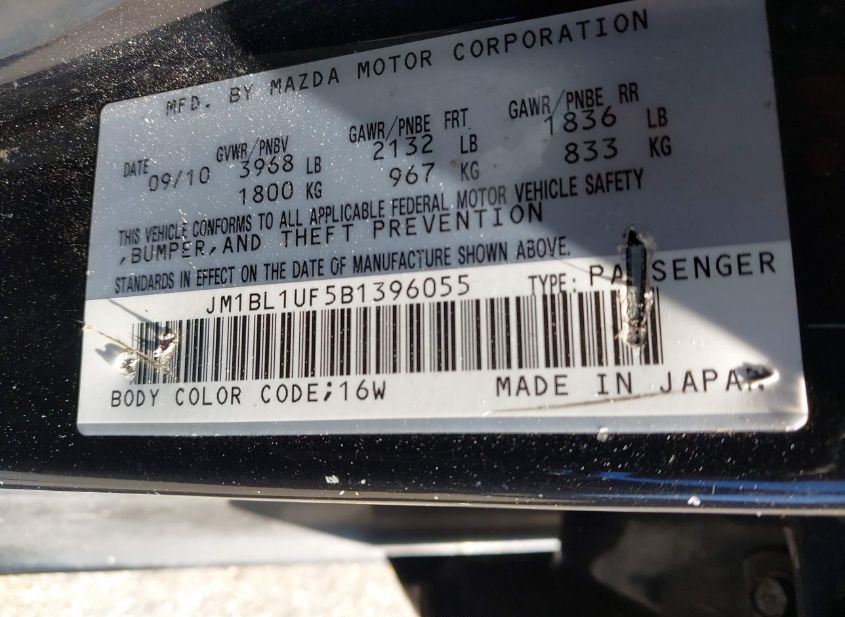 MFD. BY MAZDA MOTOR CORPORATION
DATE GVWR/PNBV GAWR/PNBE FRT GAWR/PNBE RR
09/10 3968 LB 2132 LB 1836 LB
1800 KG 967 KG 833 KG
THIS VEHICLE CONFORMS TO ALL APPLICABLE FEDERAL MOTOR VEHICLE SAFETY
,BUMPER,AND THEFT PREVENTION
STANDARDS IN EFFECT ON THE DATE OF MANUFACTURE SHOWN ABOVE.
JM1BL1UF5B1396055 TYPE: PASSENGER
BODY COLOR CODE;16W MADE IN JAPAN